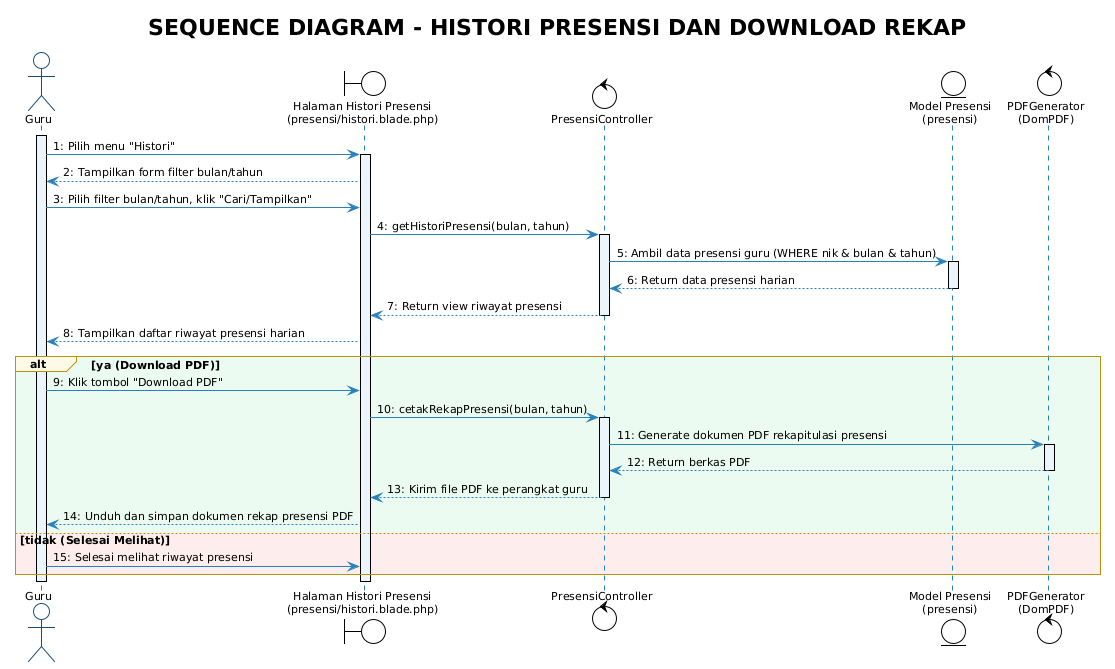 SEQUENCE DIAGRAM - HISTORI PRESENSI DAN DOWNLOAD REKAP
Guru
Halaman Histori Presensi
(presensi/histori.blade.php)
PresensiController
Model Presensi
(presensi)
PDFGenerator
(DomPDF)
1: Pilih menu "Histori"
2: Tampilkan form filter bulan/tahun
3: Pilih filter bulan/tahun, klik "Cari/Tampilkan"
4: getHistoriPresensi(bulan, tahun)
5: Ambil data presensi guru (WHERE nik & bulan & tahun)
6: Return data presensi harian
7: Return view riwayat presensi
8: Tampilkan daftar riwayat presensi harian
alt [ya (Download PDF)]
9: Klik tombol "Download PDF"
10: cetakRekapPresensi(bulan, tahun)
11: Generate dokumen PDF rekapitulasi presensi
12: Return berkas PDF
13: Kirim file PDF ke perangkat guru
14: Unduh dan simpan dokumen rekap presensi PDF
[tidak (Selesai Melihat)]
15: Selesai melihat riwayat presensi
Guru
Halaman Histori Presensi
(presensi/histori.blade.php)
PresensiController
Model Presensi
(presensi)
PDFGenerator
(DomPDF)